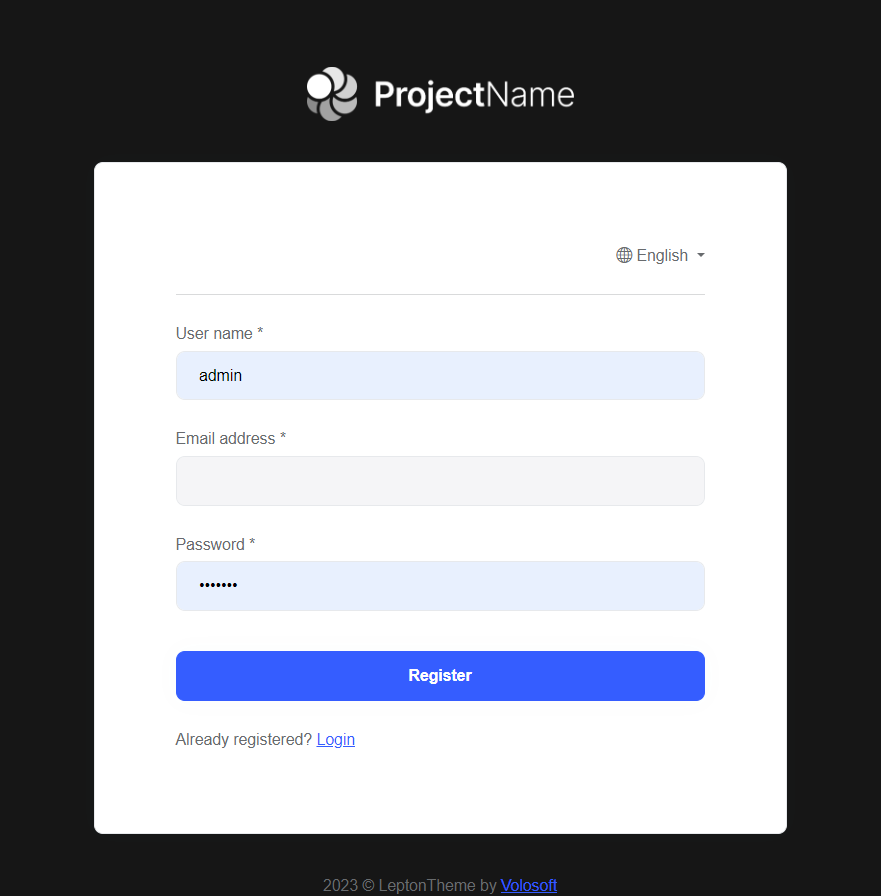 ProjectName
English
User name *
admin
Email address *
Password *
•••••••
Register
Already registered? Login
2023 © LeptonTheme by Volosoft